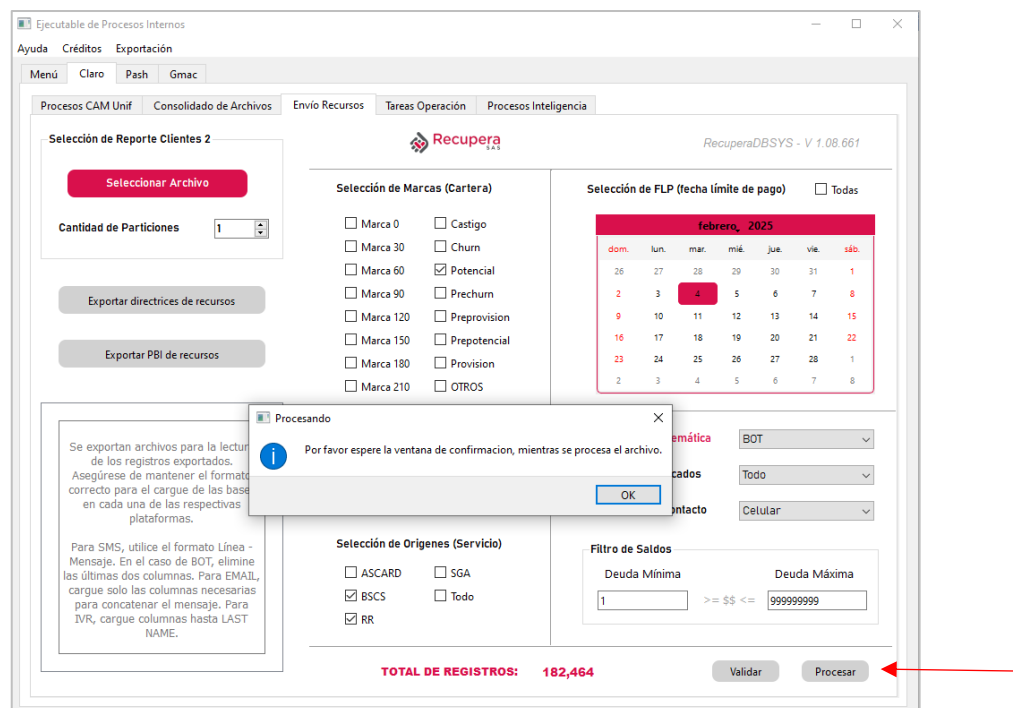 Ejecutable de Procesos Internos
Ayuda Créditos Exportación
Menú Claro Pash Gmac
Procesos CAM Unif Consolidado de Archivos Envío Recursos Tareas Operación Procesos Inteligencia
Selección de Reporte Clientes 2
Seleccionar Archivo
Cantidad de Particiones 1
Exportar directrices de recursos
Exportar PBI de recursos
Se exportan archivos para la lectur
de los registros exportados.
Asegúrese de mantener el formato
correcto para el cargue de las base
en cada una de las respectivas
plataformas.
Para SMS, utilice el formato Línea -
Mensaje. En el caso de BOT, elimine
las últimas dos columnas. Para EMAIL,
cargue solo las columnas necesarias
para concatenar el mensaje. Para
IVR, cargue columnas hasta LAST
NAME.
Recupera
SAS
RecuperaDBSYS - V 1.08.661
Selección de Marcas (Cartera)
Marca 0 Castigo
Marca 30 Churn
Marca 60 Potencial
Marca 90 Prechurn
Marca 120 Preprovision
Marca 150 Prepotencial
Marca 180 Provision
Marca 210 OTROS
Selección de FLP (fecha límite de pago) Todas
febrero, 2025
dom. lun. mar. mié. jue. vie. sáb.
26 27 28 29 30 31 1
2 3 4 5 6 7 8
9 10 11 12 13 14 15
16 17 18 19 20 21 22
23 24 25 26 27 28 1
2 3 4 5 6 7 8
Procesando
Por favor espere la ventana de confirmacion, mientras se procesa el archivo.
OK
emática BOT
cados Todo
ontacto Celular
Selección de Origenes (Servicio)
ASCARD SGA
BSCS Todo
RR
Filtro de Saldos
Deuda Mínima Deuda Máxima
1 >= $$ <= 999999999
TOTAL DE REGISTROS: 182,464
Validar Procesar